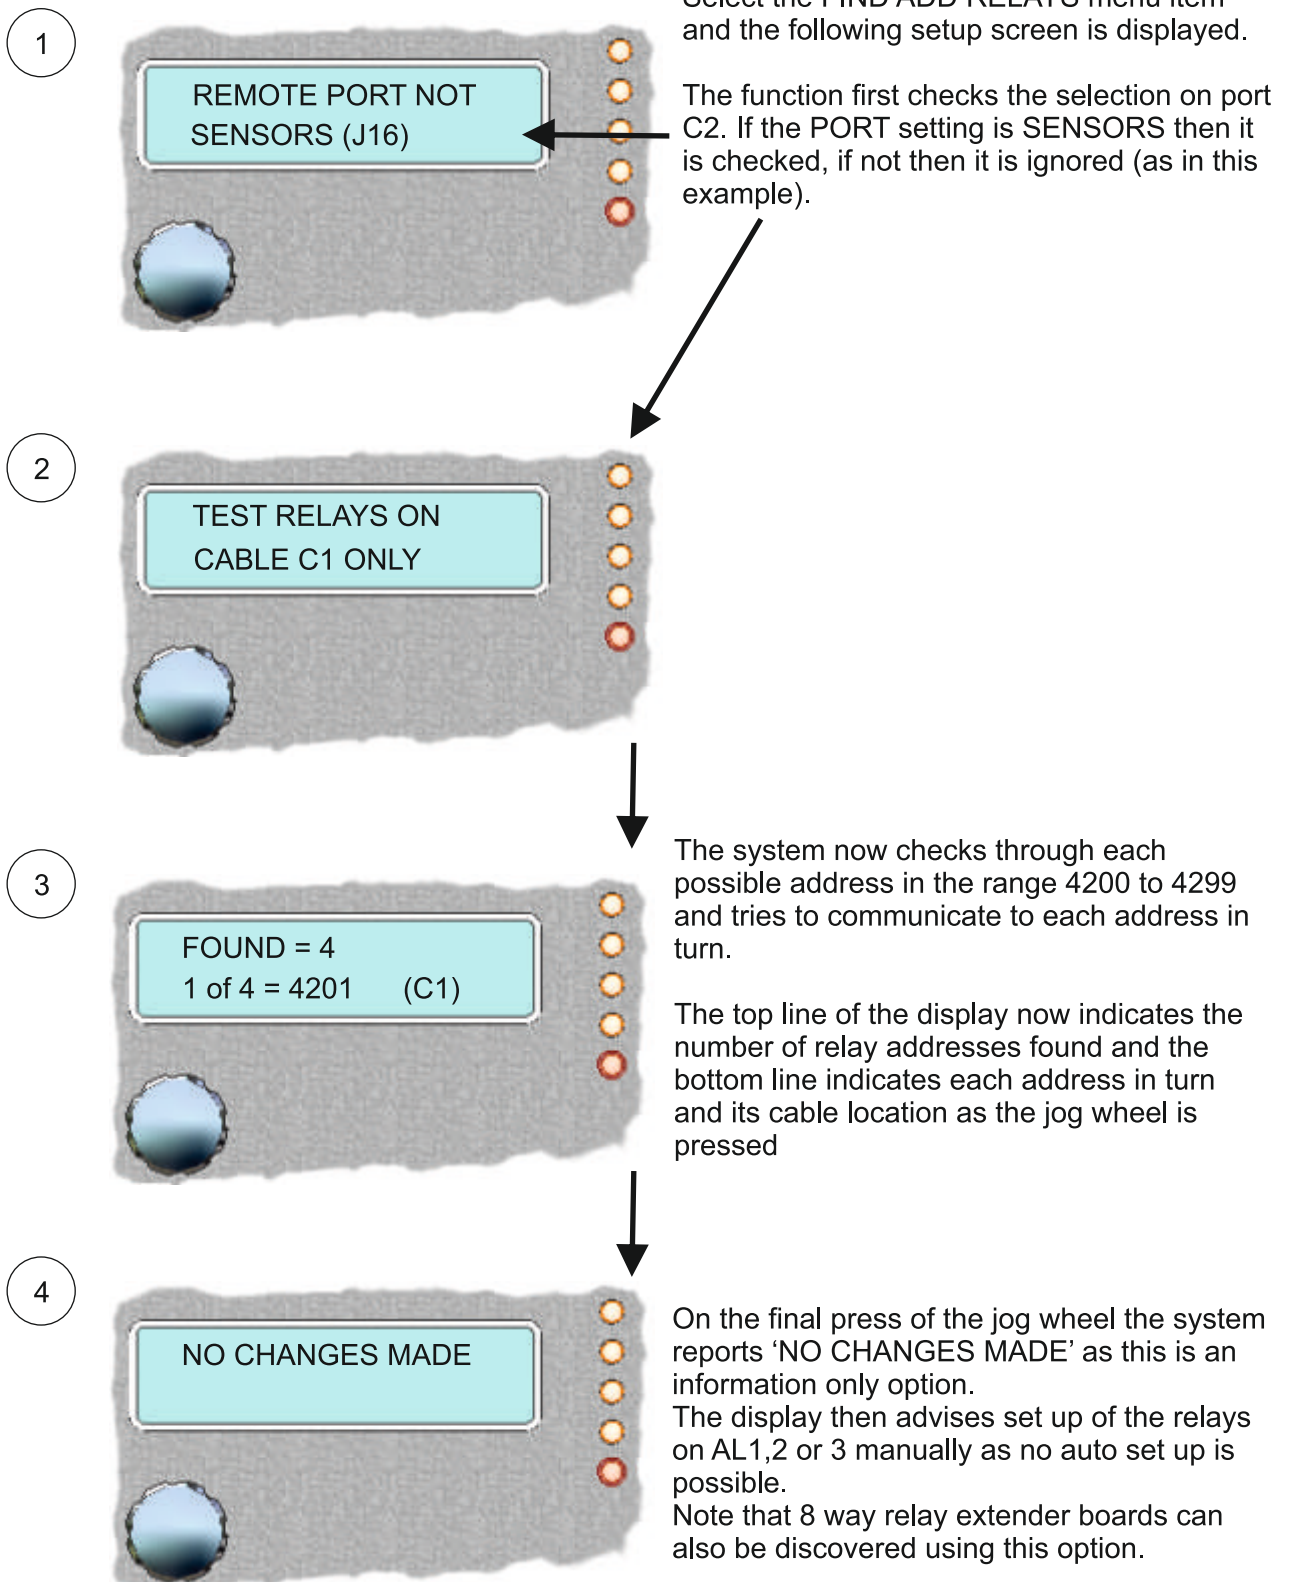 Select the FIND ADD RELAYS menu item
and the following setup screen is displayed.
1
REMOTE PORT NOT
SENSORS (J16)
The function first checks the selection on port
C2. If the PORT setting is SENSORS then it
is checked, if not then it is ignored (as in this
example).
2
TEST RELAYS ON
CABLE C1 ONLY
3
FOUND = 4
1 of 4 = 4201 (C1)
The system now checks through each
possible address in the range 4200 to 4299
and tries to communicate to each address in
turn.
The top line of the display now indicates the
number of relay addresses found and the
bottom line indicates each address in turn
and its cable location as the jog wheel is
pressed
4
NO CHANGES MADE
On the final press of the jog wheel the system
reports ‘NO CHANGES MADE’ as this is an
information only option.
The display then advises set up of the relays
on AL1,2 or 3 manually as no auto set up is
possible.
Note that 8 way relay extender boards can
also be discovered using this option.